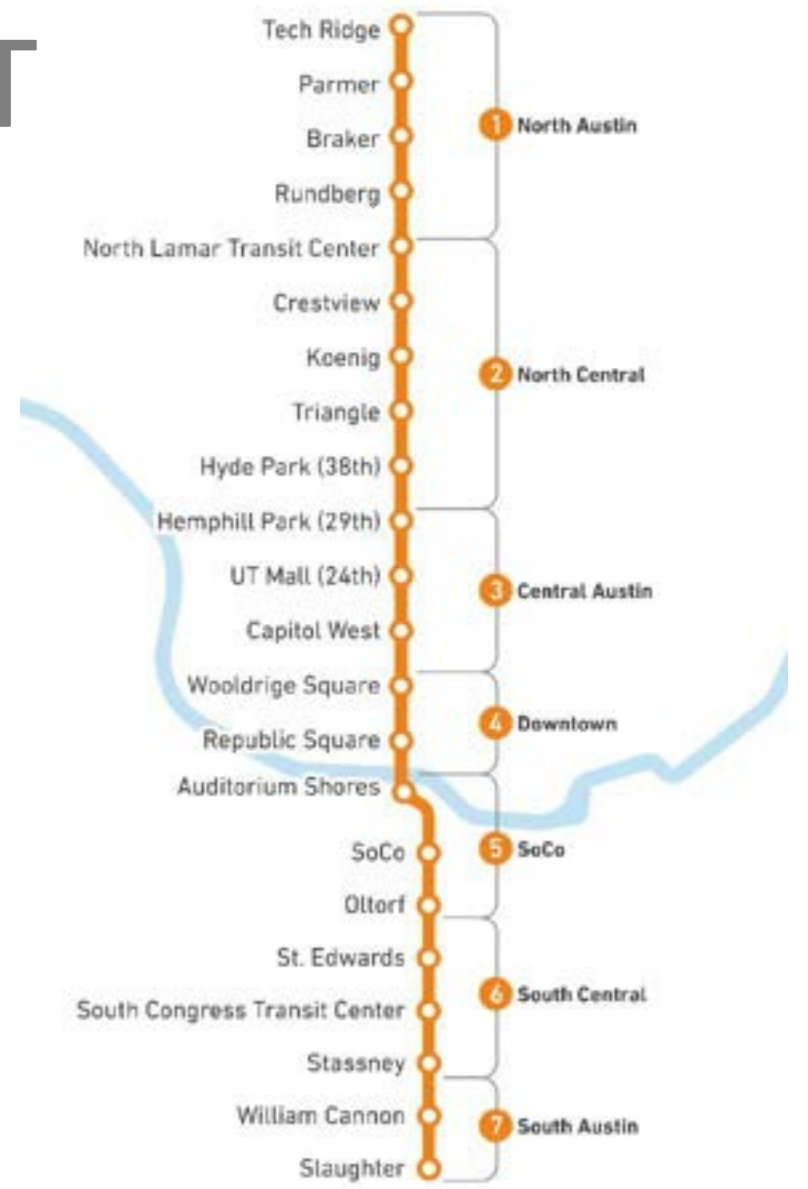 T
Tech Ridge
Parmer
Braker
1 North Austin
Rundberg
North Lamar Transit Center
Crestview
Koenig
2 North Central
Triangle
Hyde Park (38th)
Hemphill Park (29th)
UT Mall (24th)
3 Central Austin
Capitol West
Wooldrige Square
4 Downtown
Republic Square
Auditorium Shores
SoCo
5 SoCo
Oltorf
St. Edwards
6 South Central
South Congress Transit Center
Stassney
William Cannon
7 South Austin
Slaughter